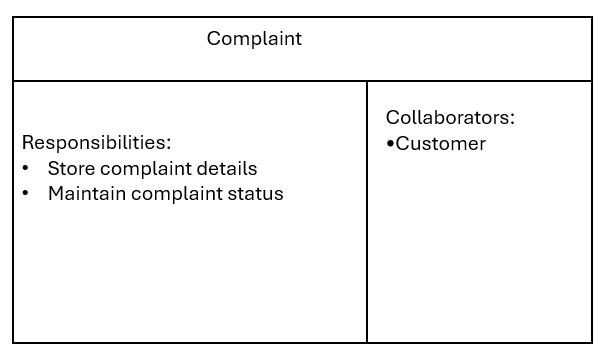 Complaint
Responsibilities:
• Store complaint details
• Maintain complaint status
Collaborators:
•Customer